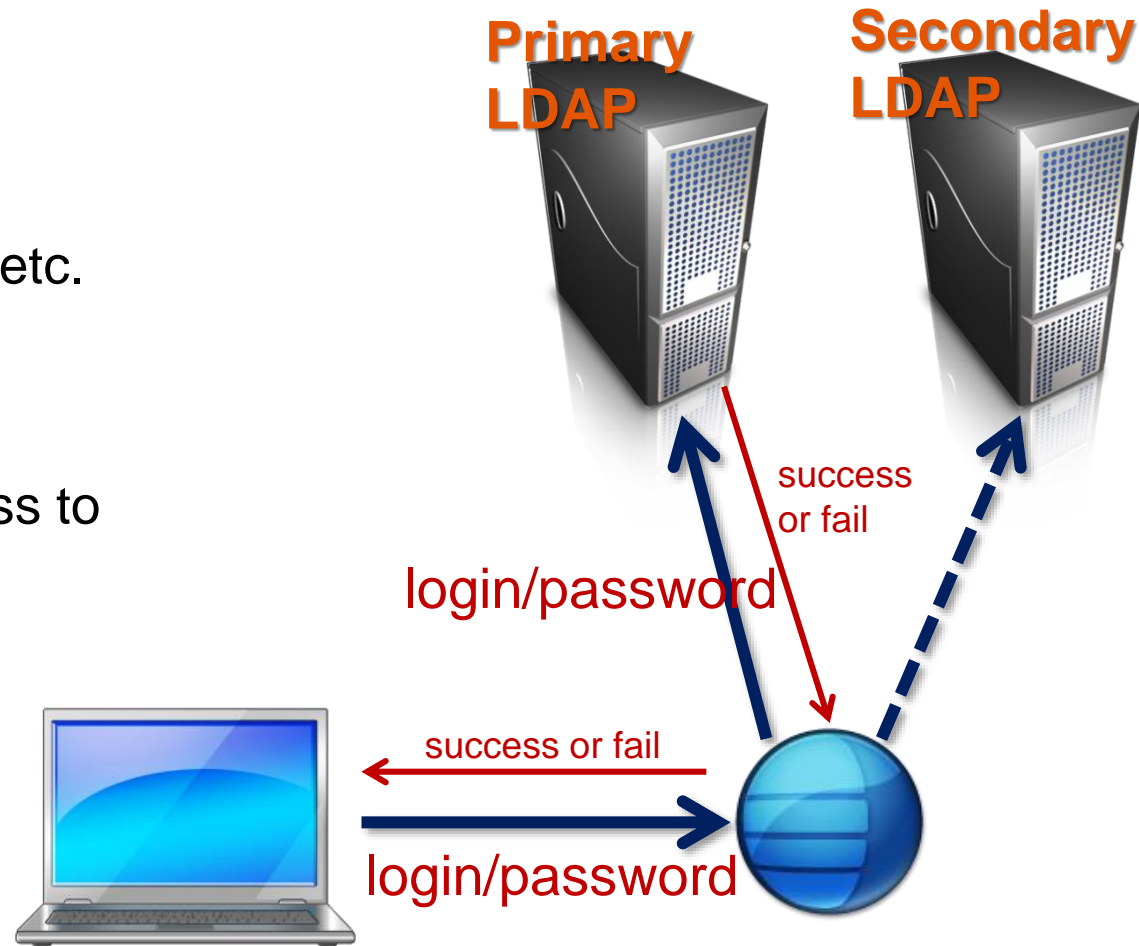 Primary
LDAP
Secondary
LDAP
etc.
ss to
success
or fail
login/password
success or fail
login/password